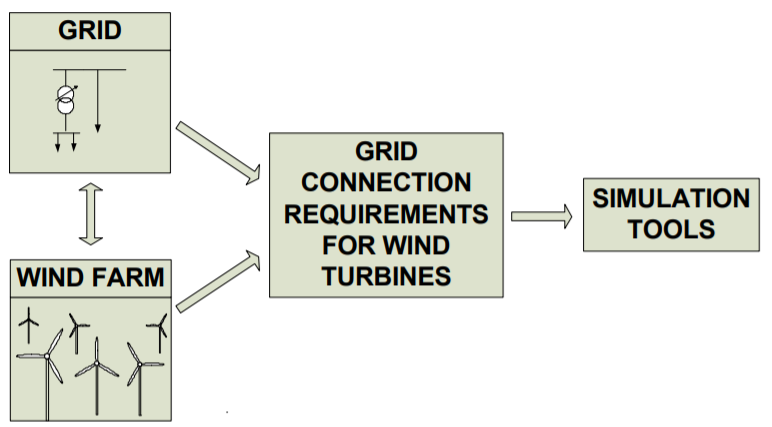 GRID
WIND FARM
GRID
CONNECTION
REQUIREMENTS
FOR WIND
TURBINES
SIMULATION
TOOLS